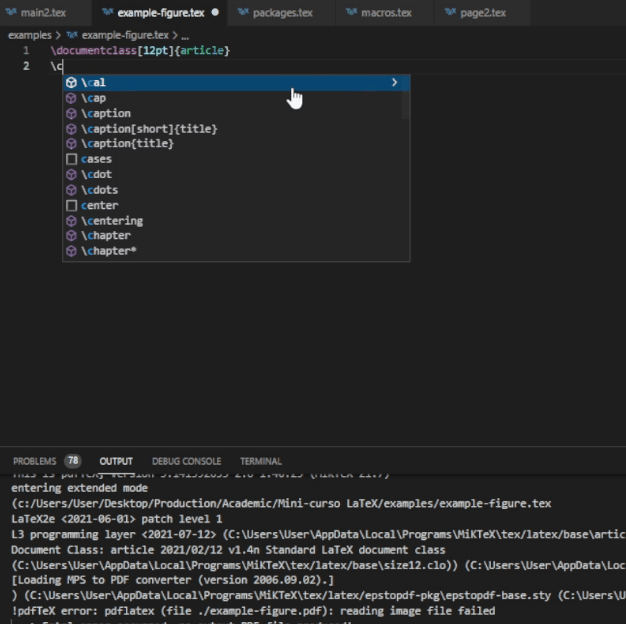 main2.tex example-figure.tex packages.tex macros.tex page2.tex
examples > example-figure.tex > ...
1 \documentclass[12pt]{article}
2 \c
\cal
\cap
\caption
\caption[short]{title}
\caption{title}
cases
\cdot
\cdots
center
\centering
\chapter
\chapter*
PROBLEMS 78 OUTPUT DEBUG CONSOLE TERMINAL
entering extended mode
(c:/Users/User/Desktop/Production/Academic/Mini-curso LaTeX/examples/example-figure.tex
LaTeX2e <2021-06-01> patch level 1
L3 programming layer <2021-07-12> (C:\Users\User\AppData\Local\Programs\MiKTeX\tex/latex/base\artic
Document Class: article 2021/02/12 v1.4n Standard LaTeX document class
(C:\Users\User\AppData\Local\Programs\MiKTeX\tex/latex/base\size12.clo)) (C:\Users\User\AppData\Loc
[Loading MPS to PDF converter (version 2006.09.02).]
) (C:\Users\User\AppData\Local\Programs\MiKTeX\tex/latex/epstopdf-pkg\epstopdf-base.sty (C:\Users\U
!pdfTeX error: pdflatex (file ./example-figure.pdf): reading image file failed